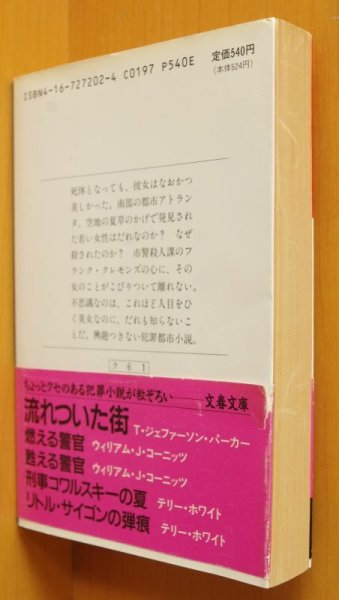 ISBN4-16-727202-4 C0197 P540E
定価540円
(本体524円)
死体となっても、彼女はなおかつ
美しかった。南部の都市アトラン
タ、空地の夏草のかげで発見され
た若い女性はだれなのか？ なぜ
殺されたのか？ 市警殺人課のフ
ランク・クレモンズの心に、その
女のことがこびりついて離れない。
不思議なのは、これほど人目をひ
く美女なのに、だれも知らないこ
とだ。興趣つきない犯罪都市小説。
ク 6 1
ちょっとクセのある犯罪小説が粒ぞろい
文春文庫
流れついた街 T・ジェファーソン・パーカー
燃える警官 ウィリアム・J・コーニッツ
甦える警官 ウィリアム・J・コーニッツ
刑事コワルスキーの夏 テリー・ホワイト
リトル・サイゴンの弾痕 テリー・ホワイト